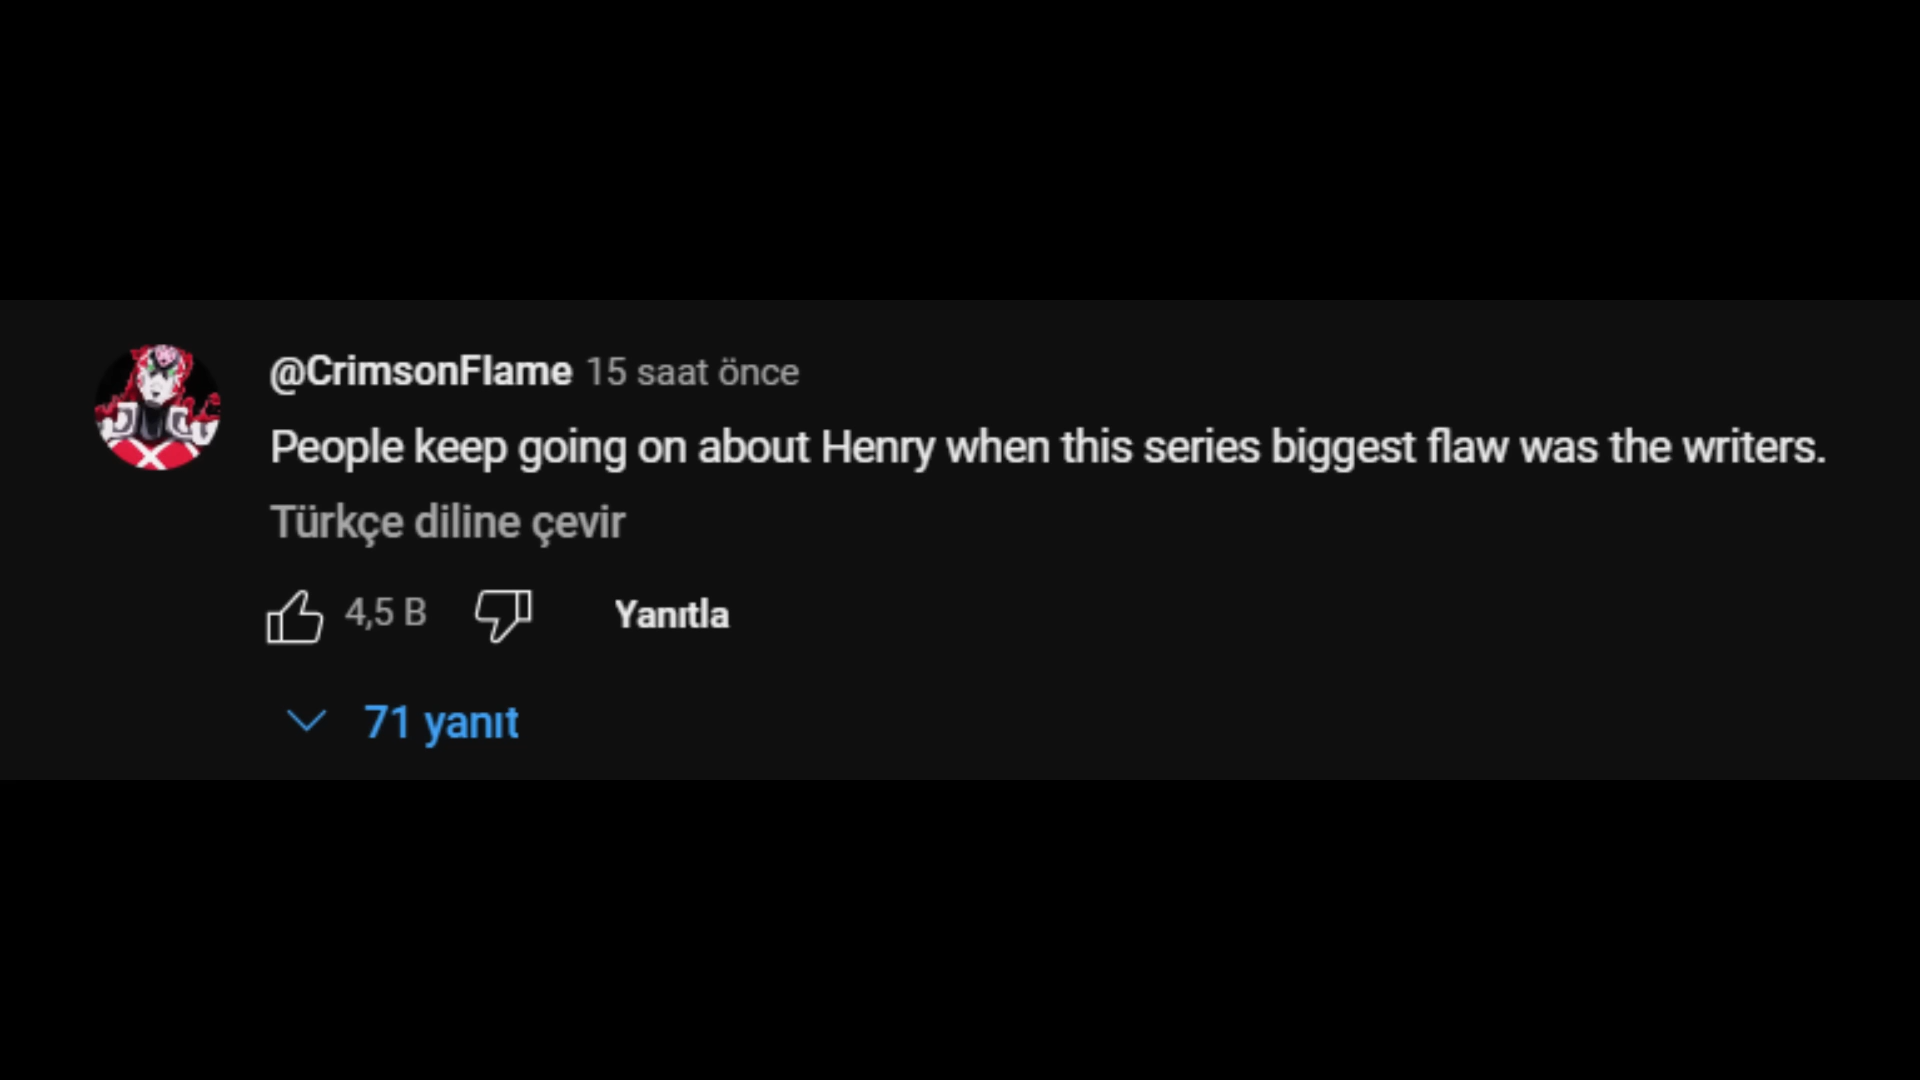 @CrimsonFlame 15 saat önce
People keep going on about Henry when this series biggest flaw was the writers.
Türkçe diline çevir
4,5 B Yanıtla
71 yanıt